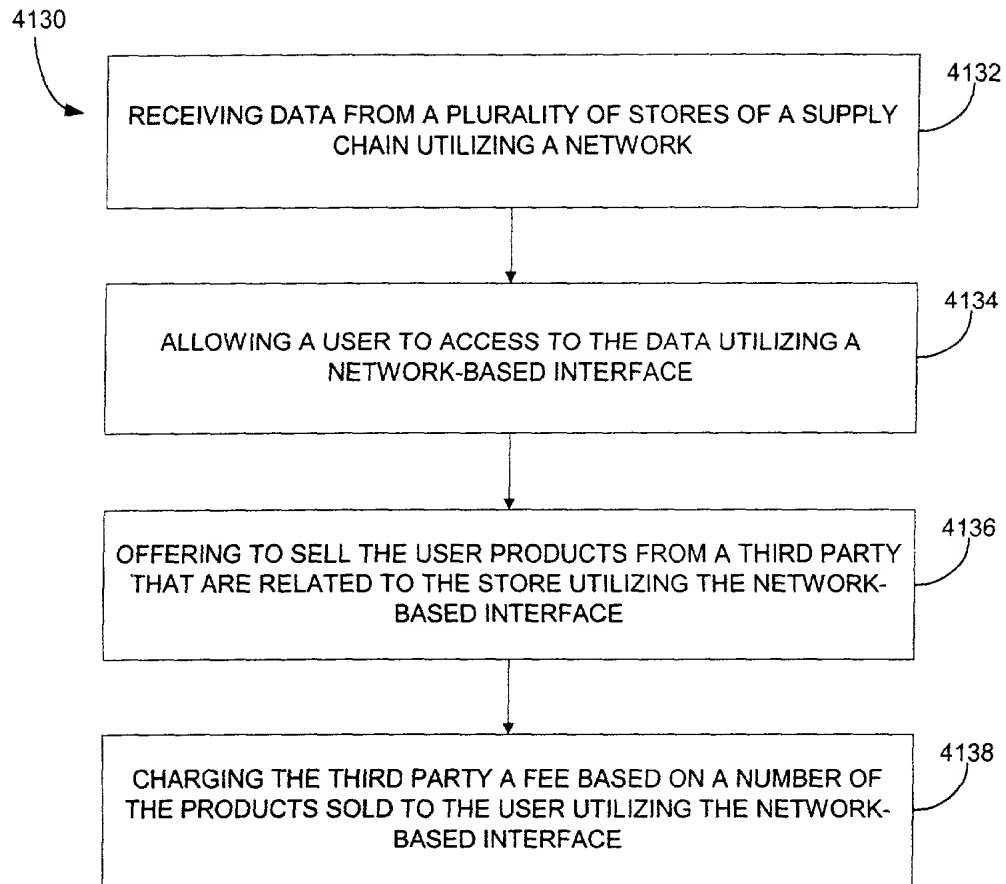 4130
4132
RECEIVING DATA FROM A PLURALITY OF STORES OF A SUPPLY
CHAIN UTILIZING A NETWORK
4134
ALLOWING A USER TO ACCESS TO THE DATA UTILIZING A
NETWORK-BASED INTERFACE
4136
OFFERING TO SELL THE USER PRODUCTS FROM A THIRD PARTY
THAT ARE RELATED TO THE STORE UTILIZING THE NETWORK-
BASED INTERFACE
4138
CHARGING THE THIRD PARTY A FEE BASED ON A NUMBER OF
THE PRODUCTS SOLD TO THE USER UTILIZING THE NETWORK-
BASED INTERFACE